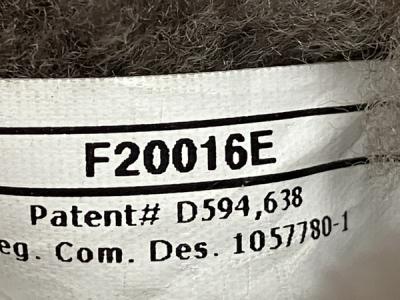 F20016E
Patent# D594,638
eg. Com. Des. 1057780-1